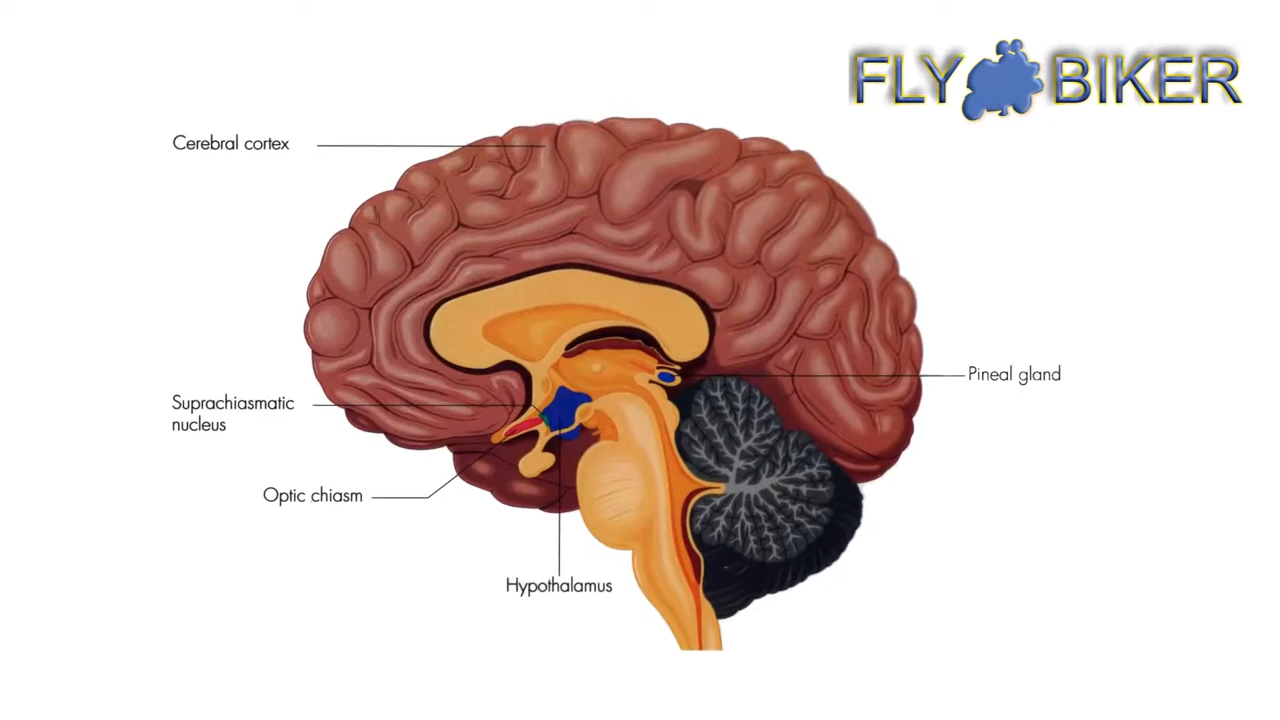 FLY BIKER
Cerebral cortex
Pineal gland
Suprachiasmatic
nucleus
Optic chiasm
Hypothalamus